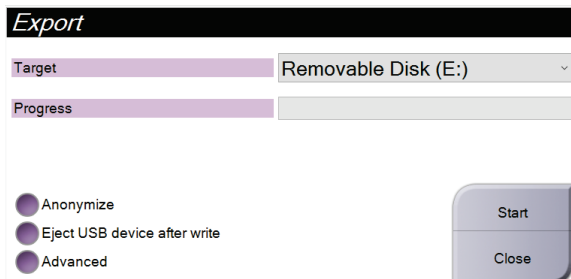 Export
Target
Removable Disk (E:)
Progress
Anonymize
Eject USB device after write
Advanced
Start
Close